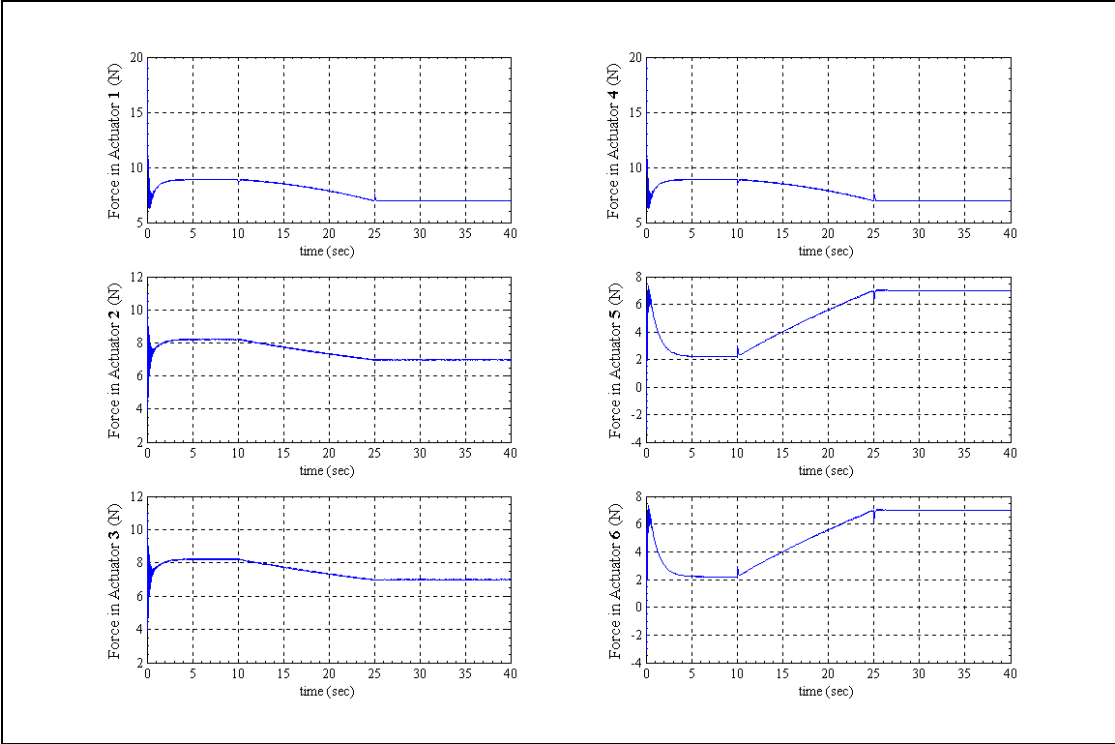 Force in Actuator 1 (N)
20
15
10
5
0 5 10 15 20 25 30 35 40
time (sec)
Force in Actuator 4 (N)
20
15
10
5
0 5 10 15 20 25 30 35 40
time (sec)
Force in Actuator 2 (N)
12
10
8
6
4
2
0 5 10 15 20 25 30 35 40
time (sec)
Force in Actuator 5 (N)
8
6
4
2
0
-2
-4
0 5 10 15 20 25 30 35 40
time (sec)
Force in Actuator 3 (N)
12
10
8
6
4
2
0 5 10 15 20 25 30 35 40
time (sec)
Force in Actuator 6 (N)
8
6
4
2
0
-2
-4
0 5 10 15 20 25 30 35 40
time (sec)